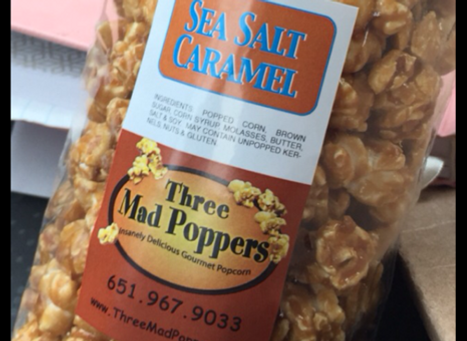 SEA SALT
CARAMEL
INGREDIENTS: POPPED CORN, BROWN
SUGAR, CORN SYRUP, MOLASSES, BUTTER,
SALT & SOY. MAY CONTAIN UNPOPPED KER-
NELS, NUTS & GLUTEN.
Three
Mad Poppers
Insanely Delicious Gourmet Popcorn
651.967.9033
www.ThreeMadPop